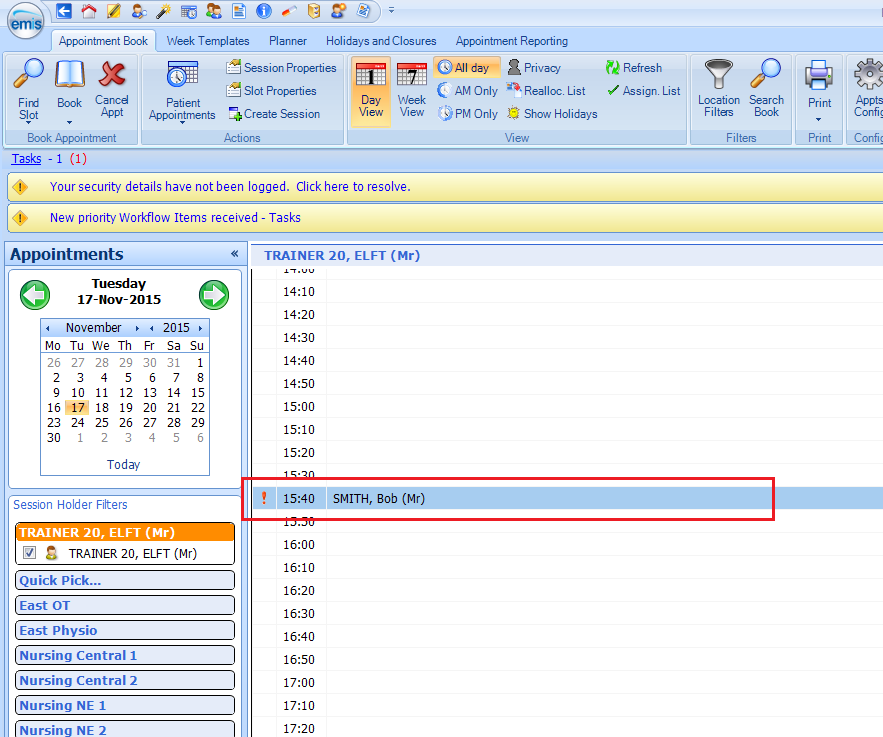 emis
Appointment Book Week Templates Planner Holidays and Closures Appointment Reporting
Find Slot
Book
Cancel Appt
Book Appointment
Patient Appointments
Session Properties
Slot Properties
Create Session
Actions
1
Day View
7
Week View
All day
AM Only
PM Only
Privacy
Realloc. List
Show Holidays
Refresh
Assign. List
View
Location Filters
Search Book
Filters
Print
Print
Appts
Config
Tasks - 1 (1)
Your security details have not been logged. Click here to resolve.
New priority Workflow Items received - Tasks
Appointments «
Tuesday
17-Nov-2015
November 2015
Mo Tu We Th Fr Sa Su
26 27 28 29 30 31 1
2 3 4 5 6 7 8
9 10 11 12 13 14 15
16 17 18 19 20 21 22
23 24 25 26 27 28 29
30 1 2 3 4 5 6
Today
Session Holder Filters
TRAINER 20, ELFT (Mr)
TRAINER 20, ELFT (Mr)
Quick Pick...
East OT
East Physio
Nursing Central 1
Nursing Central 2
Nursing NE 1
Nursing NE 2
TRAINER 20, ELFT (Mr)
14:00
14:10
14:20
14:30
14:40
14:50
15:00
15:10
15:20
15:30
! 15:40 SMITH, Bob (Mr)
15:50
16:00
16:10
16:20
16:30
16:40
16:50
17:00
17:10
17:20